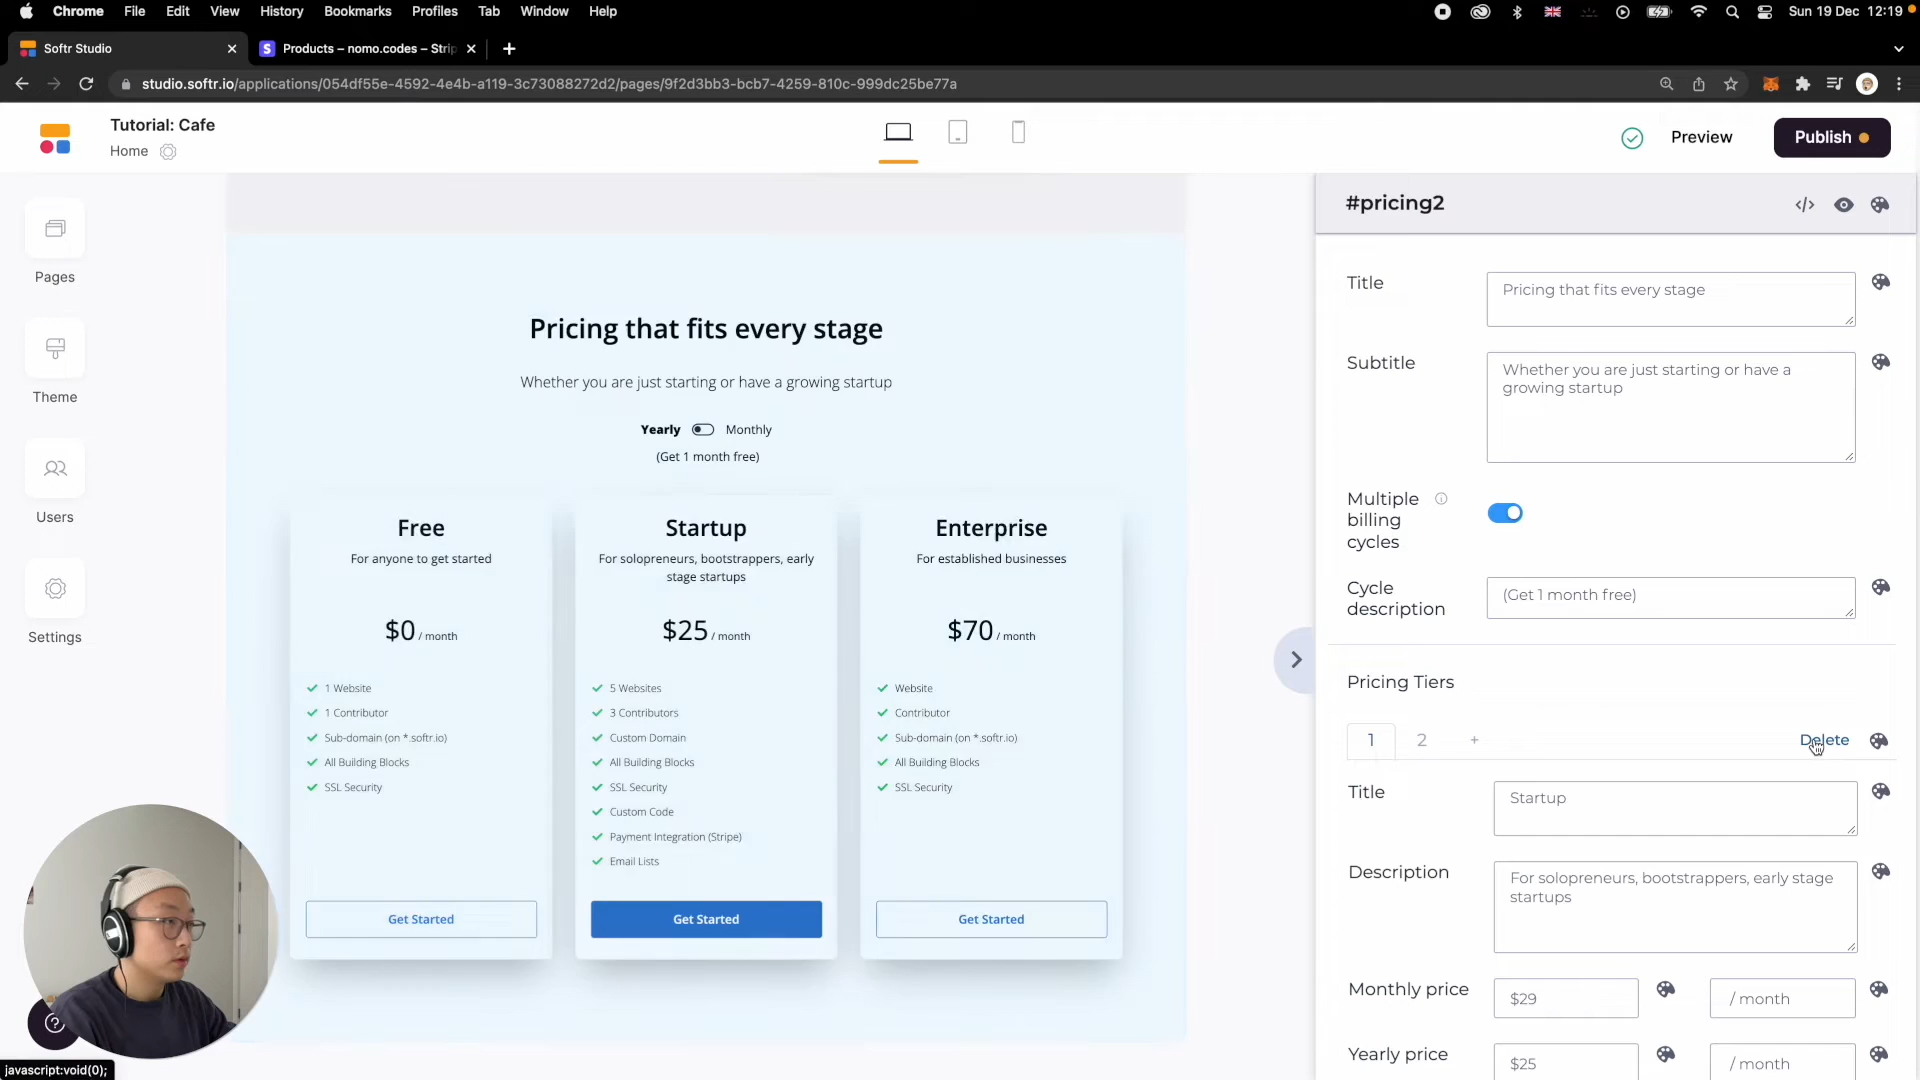 Chrome File Edit View History Bookmarks Profiles Tab Window Help Sun 19 Dec 12:19
Softr Studio
Products – nomo.codes – Strip
studio.softr.io/applications/054df55e-4592-4e4b-a119-3c73088272d2/pages/9f2d3bb3-bcb7-4259-810c-999dc25be77a
Tutorial: Cafe
Home
Preview
Publish
Pages
Theme
Users
Settings
Pricing that fits every stage
Whether you are just starting or have a growing startup
Yearly Monthly
(Get 1 month free)
Free
For anyone to get started
$0 / month
1 Website
1 Contributor
Sub-domain (on *.softr.io)
All Building Blocks
SSL Security
Get Started
Startup
For solopreneurs, bootstrappers, early
stage startups
$25 / month
5 Websites
3 Contributors
Custom Domain
All Building Blocks
SSL Security
Custom Code
Payment Integration (Stripe)
Email Lists
Get Started
Enterprise
For established businesses
$70 / month
Website
Contributor
Sub-domain (on *.softr.io)
All Building Blocks
SSL Security
Get Started
#pricing2
Title
Pricing that fits every stage
Subtitle
Whether you are just starting or have a
growing startup
Multiple
billing
cycles
Cycle
description
(Get 1 month free)
Pricing Tiers
1 2 + Delete
Title
Startup
Description
For solopreneurs, bootstrappers, early stage
startups
Monthly price $29 / month
Yearly price $25 / month
javascript:void(0);